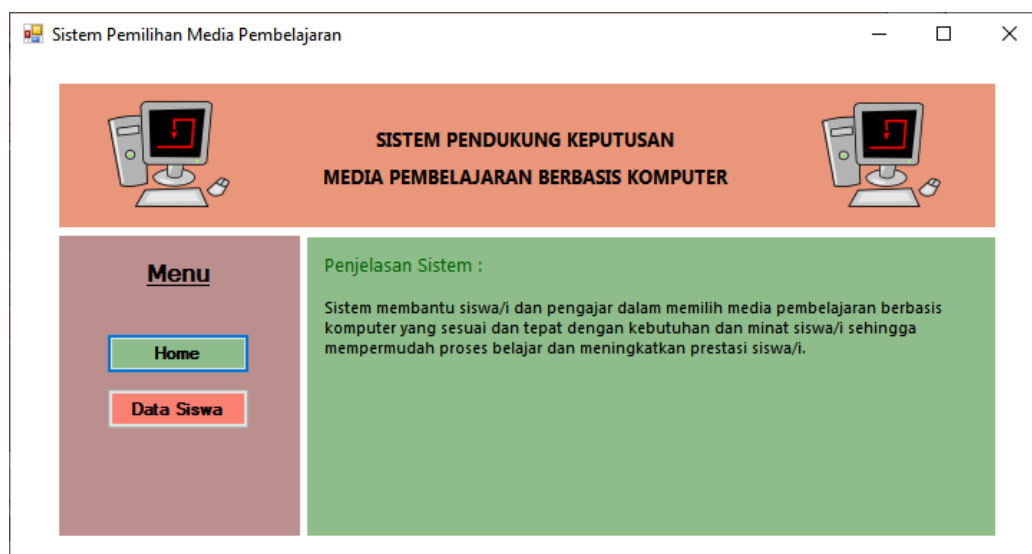 Sistem Pemilihan Media Pembelajaran
SISTEM PENDUKUNG KEPUTUSAN
MEDIA PEMBELAJARAN BERBASIS KOMPUTER
Menu
Home
Data Siswa
Penjelasan Sistem :
Sistem membantu siswa/i dan pengajar dalam memilih media pembelajaran berbasis
komputer yang sesuai dan tepat dengan kebutuhan dan minat siswa/i sehingga
mempermudah proses belajar dan meningkatkan prestasi siswa/i.